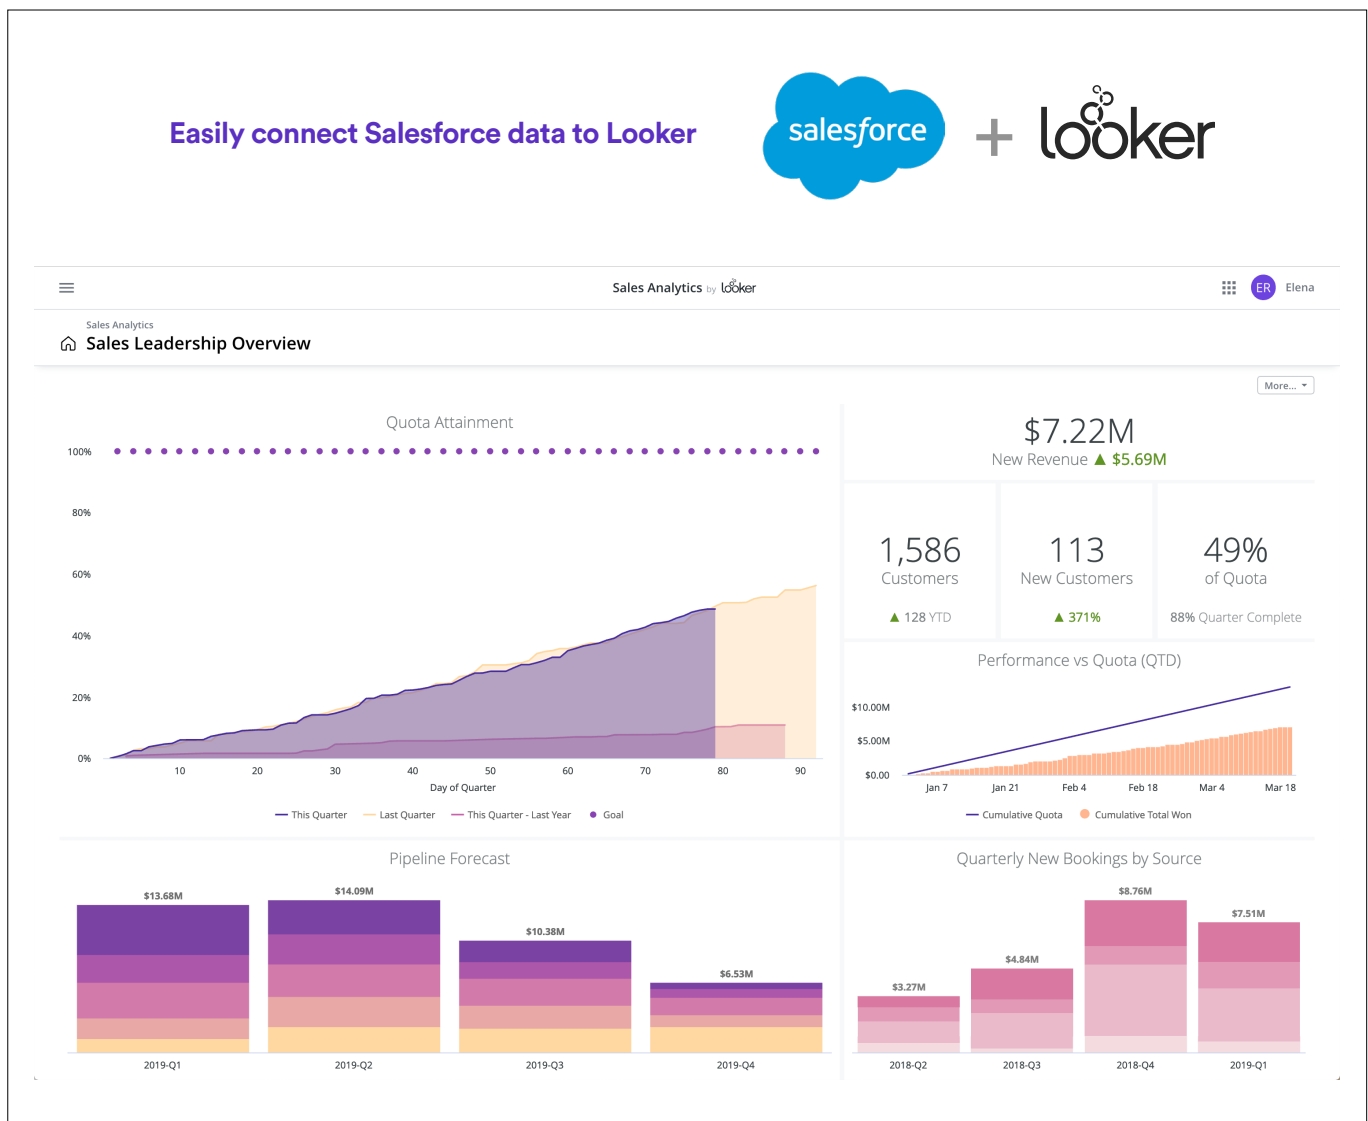 Easily connect Salesforce data to Looker
salesforce
+
looker
Sales Analytics by looker
ER
Elena
Sales Analytics
Sales Leadership Overview
More...
Quota Attainment
100%
80%
60%
40%
20%
0%
10 20 30 40 50 60 70 80 90
Day of Quarter
This Quarter Last Quarter This Quarter - Last Year Goal
$7.22M
New Revenue ▲ $5.69M
1,586
Customers
▲ 128 YTD
113
New Customers
▲ 371%
49%
of Quota
88% Quarter Complete
Performance vs Quota (QTD)
$10.00M
$5.00M
$0.00
Jan 7 Jan 21 Feb 4 Feb 18 Mar 4 Mar 18
Cumulative Quota Cumulative Total Won
Pipeline Forecast
$13.68M
$14.09M
$10.38M
$6.53M
2019-Q1 2019-Q2 2019-Q3 2019-Q4
Quarterly New Bookings by Source
$3.27M
$4.84M
$8.76M
$7.51M
2018-Q2 2018-Q3 2018-Q4 2019-Q1